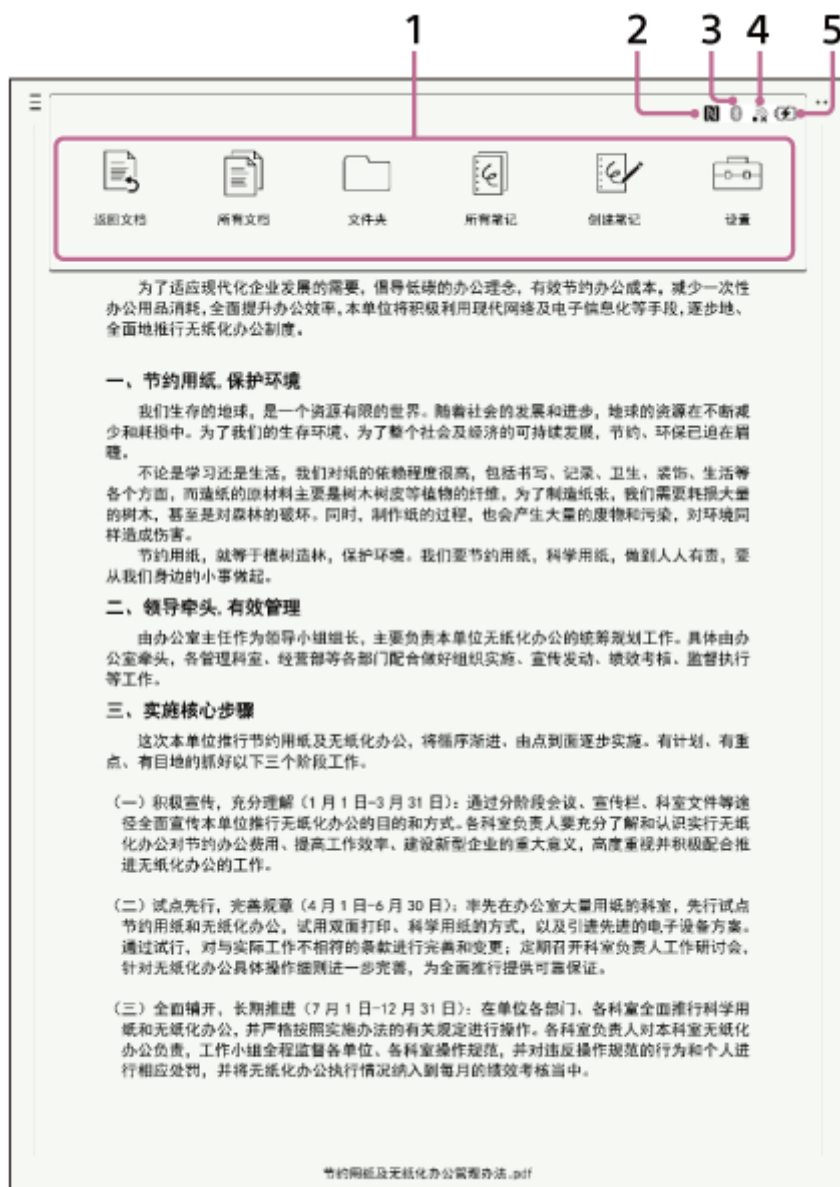 1 2 3 4 5
返回文档 所有文档 文件夹 所有笔记 创建笔记 设置
为了适应现代化企业发展的需要，倡导低碳的办公理念，有效节约办公成本，减少一次性
办公用品消耗，全面提升办公效率，本单位将积极利用现代网络及电子信息化等手段，逐步地、
全面地推行无纸化办公制度。
一、节约用纸，保护环境
我们生存的地球，是一个资源有限的世界。随着社会的发展和进步，地球的资源在不断减
少和耗损中。为了我们的生存环境、为了整个社会及经济的可持续发展，节约、环保已迫在眉
睫。
不论是学习还是生活，我们对纸的依赖程度很高，包括书写、记录、卫生、装饰、生活等
各个方面，而造纸的原材料主要是树木树皮等植物的纤维，为了制造纸张，我们需要耗损大量
的树木，甚至是对森林的破坏。同时，制作纸的过程，也会产生大量的废物和污染，对环境同
样造成伤害。
节约用纸，就等于植树造林，保护环境。我们要节约用纸，科学用纸，做到人人有责，要
从我们身边的小事做起。
二、领导牵头，有效管理
由办公室主任作为领导小组组长，主要负责本单位无纸化办公的统筹规划工作。具体由办
公室牵头，各管理科室、经营部等各部门配合做好组织实施、宣传发动、绩效考核、监督执行
等工作。
三、实施核心步骤
这次本单位推行节约用纸及无纸化办公，将循序渐进、由点到面逐步实施。有计划、有重
点、有目地的抓好以下三个阶段工作。
（一）积极宣传，充分理解（1月1日-3月31日）：通过分阶段会议、宣传栏、科室文件等途
径全面宣传本单位推行无纸化办公的目的和方式。各科室负责人要充分了解和认识实行无纸
化办公对节约办公费用、提高工作效率、建设新型企业的重大意义，高度重视并积极配合推
进无纸化办公的工作。
（二）试点先行，完善规章（4月1日-6月30日）：率先在办公室大量用纸的科室，先行试点
节约用纸和无纸化办公，试用双面打印、科学用纸的方式，以及引进先进的电子设备方案。
通过试行，对与实际工作不相符的条款进行完善和变更；定期召开科室负责人工作研讨会，
针对无纸化办公具体操作细则进一步完善，为全面推行提供可靠保证。
（三）全面铺开，长期推进（7月1日-12月31日）：在单位各部门、各科室全面推行科学用
纸和无纸化办公，并严格按照实施办法的有关规定进行操作。各科室负责人对本科室无纸化
办公负责，工作小组全程监督各单位、各科室操作规范，并对违反操作规范的行为和个人进
行相应处罚，并将无纸化办公执行情况纳入到每月的绩效考核当中。
节约用纸及无纸化办公管理办法.pdf